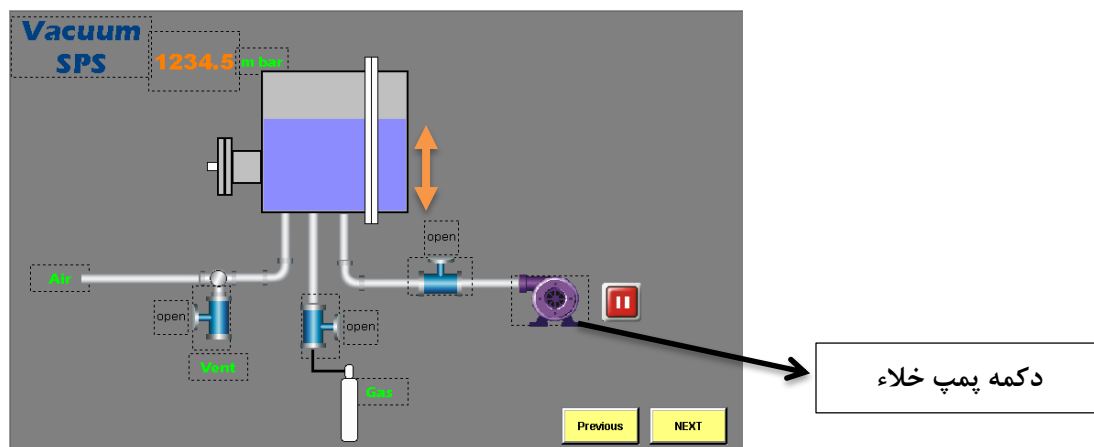 Vacuum
SPS
1234.5 m bar
open
Air
open
open
Vent
Gas
Previous
NEXT
دکمه پمپ خلاء